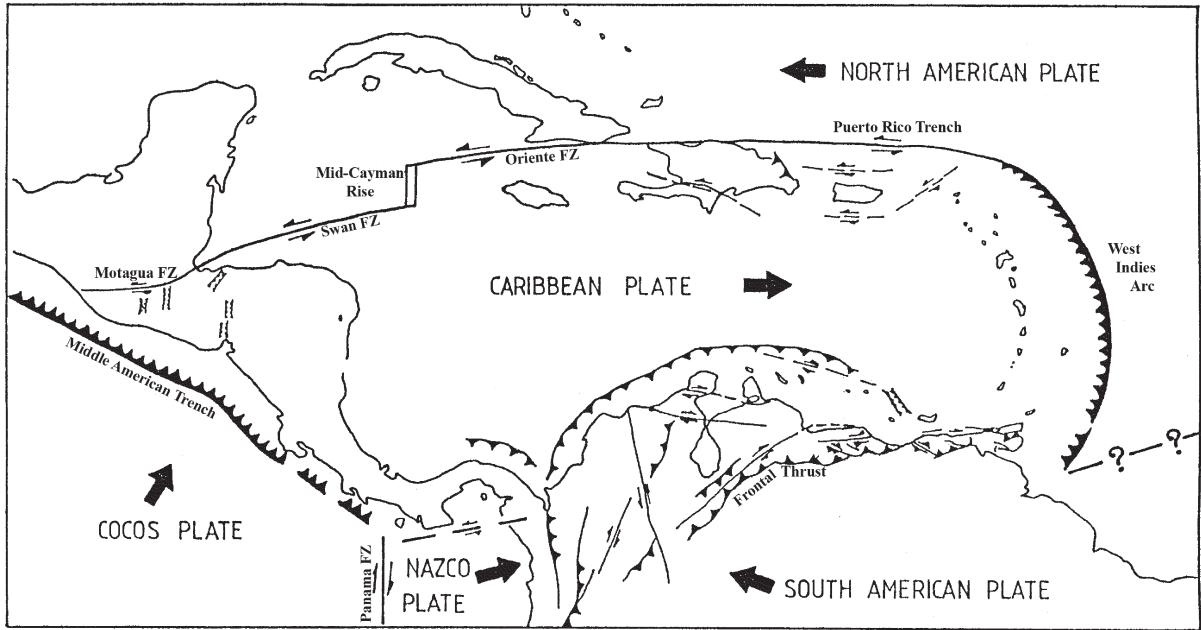 NORTH AMERICAN PLATE
Puerto Rico Trench
Oriente FZ
Mid-Cayman
Rise
Swan FZ
Motagua FZ
West
Indies
Arc
CARIBBEAN PLATE
Middle American Trench
? ?
Frontal Thrust
COCOS PLATE
Panama FZ
NAZCO
PLATE
SOUTH AMERICAN PLATE